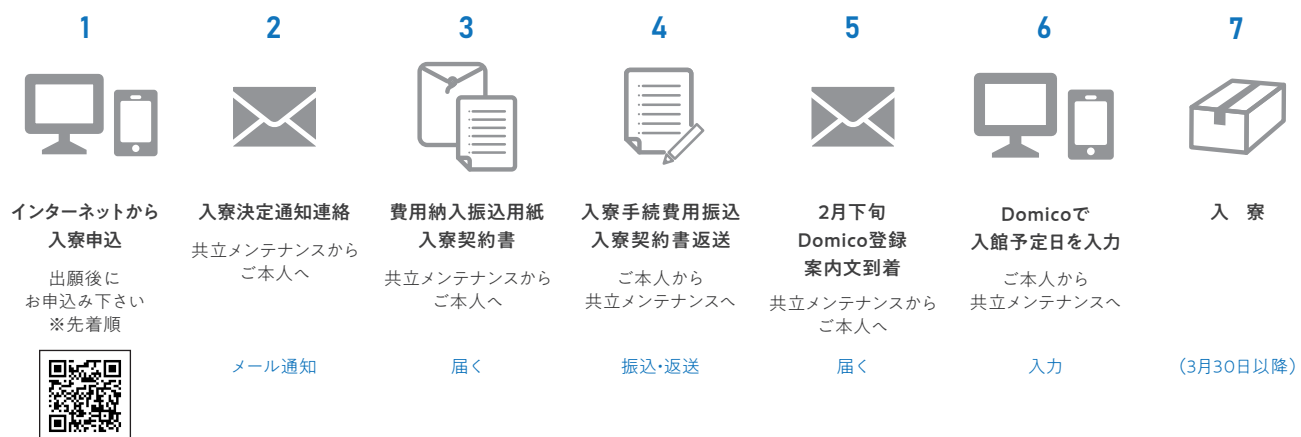 1
インターネットから
入寮申込
出願後に
お申込み下さい
※先着順
2
入寮決定通知連絡
共立メンテナンスから
ご本人へ
メール通知
3
費用納入振込用紙
入寮契約書
共立メンテナンスから
ご本人へ
届く
4
入寮手続費用振込
入寮契約書返送
ご本人から
共立メンテナンスへ
振込・返送
5
2月下旬
Domico登録
案内文到着
共立メンテナンスから
ご本人へ
届く
6
Domicoで
入館予定日を入力
ご本人から
共立メンテナンスへ
入力
7
入　寮
（3月30日以降）